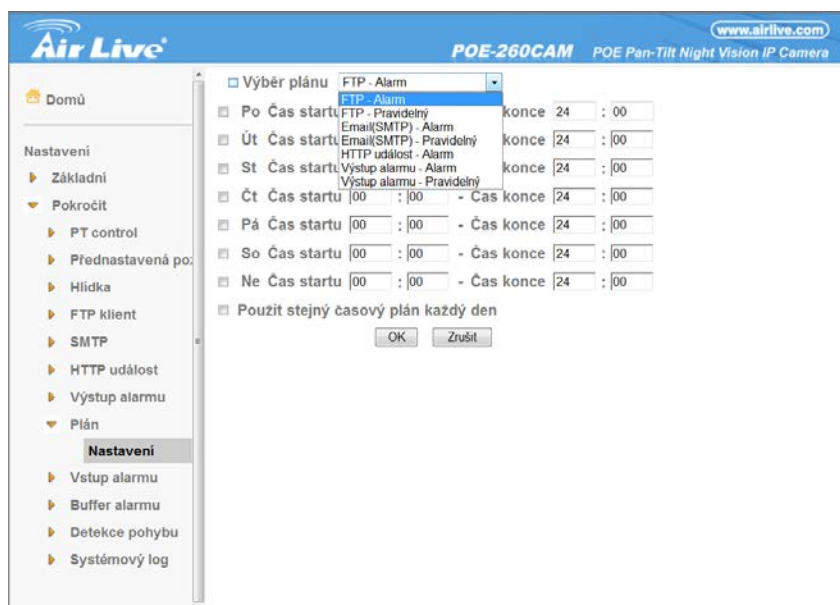 www.airlive.com
Air Live
POE-260CAM POE Pan-Tilt Night Vision IP Camera
Domů
Nastavení
Základní
Pokročit
PT control
Přednastavená po
Hlídka
FTP klient
SMTP
HTTP událost
Výstup alarmu
Plán
Nastavení
Vstup alarmu
Buffer alarmu
Detekce pohybu
Systémový log
Výběr plánu FTP - Alarm
FTP - Alarm
FTP - Pravidelný
Email(SMTP) - Alarm
Email(SMTP) - Pravidelný
HTTP událost - Alarm
Výstup alarmu - Alarm
Výstup alarmu - Pravidelný
Po Čas startu konce 24 : 00
Út Čas startu konce 24 : 00
St Čas startu konce 24 : 00
Čt Čas startu 00 : 00 - Čas konce 24 : 00
Pá Čas startu 00 : 00 - Čas konce 24 : 00
So Čas startu 00 : 00 - Čas konce 24 : 00
Ne Čas startu 00 : 00 - Čas konce 24 : 00
Použít stejný časový plán každý den
OK Zrušit